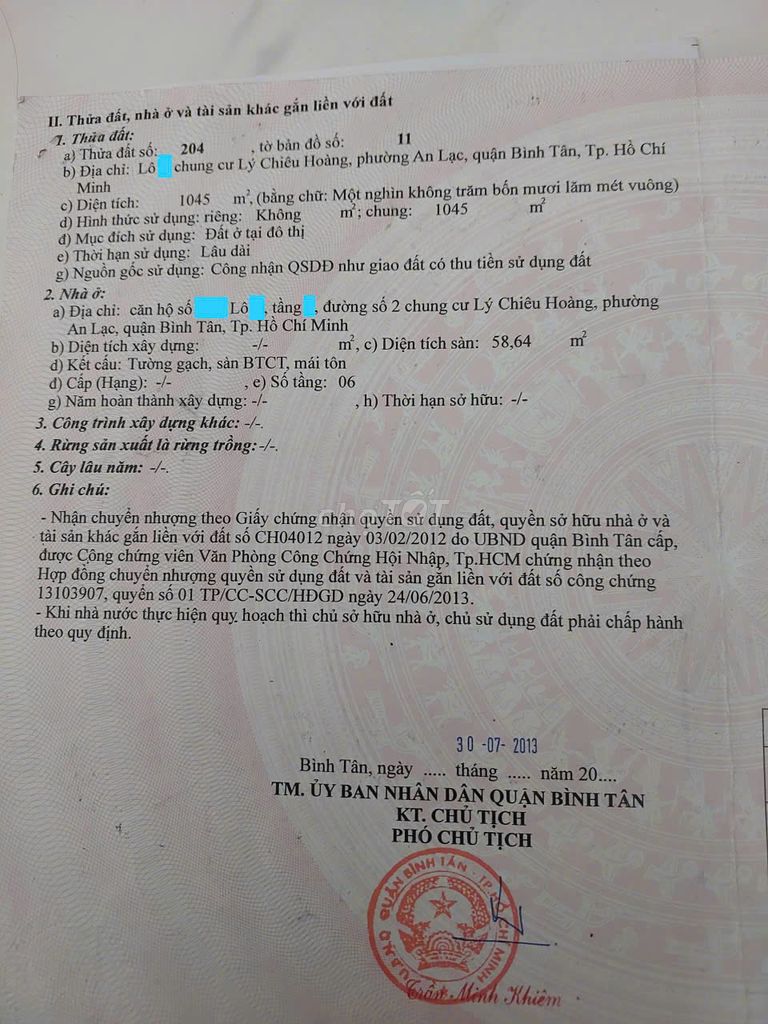 II. Thửa đất, nhà ở và tài sản khác gắn liền với đất
1. Thửa đất:
a) Thửa đất số: 204 , tờ bản đồ số: 11
b) Địa chỉ: Lô chung cư Lý Chiêu Hoàng, phường An Lạc, quận Bình Tân, Tp. Hồ Chí
Minh
c) Diện tích: 1045 m², (bằng chữ: Một nghìn không trăm bốn mươi lăm mét vuông)
d) Hình thức sử dụng: riêng: Không m²; chung: 1045 m²
đ) Mục đích sử dụng: Đất ở tại đô thị
e) Thời hạn sử dụng: Lâu dài
g) Nguồn gốc sử dụng: Công nhận QSDĐ như giao đất có thu tiền sử dụng đất
2. Nhà ở:
a) Địa chỉ: căn hộ số Lô , tầng , đường số 2 chung cư Lý Chiêu Hoàng, phường
An Lạc, quận Bình Tân, Tp. Hồ Chí Minh
b) Diện tích xây dựng: -/- m², c) Diện tích sàn: 58,64 m²
d) Kết cấu: Tường gạch, sàn BTCT, mái tôn
đ) Cấp (Hạng): -/- , e) Số tầng: 06
g) Năm hoàn thành xây dựng: -/- , h) Thời hạn sở hữu: -/-
3. Công trình xây dựng khác: -/-.
4. Rừng sản xuất là rừng trồng: -/-.
5. Cây lâu năm: -/-.
6. Ghi chú:
chợTỐT
- Nhận chuyển nhượng theo Giấy chứng nhận quyền sử dụng đất, quyền sở hữu nhà ở và
tài sản khác gắn liền với đất số CH04012 ngày 03/02/2012 do UBND quận Bình Tân cấp,
được Công chứng viên Văn Phòng Công Chứng Hội Nhập, Tp.HCM chứng nhận theo
Hợp đồng chuyển nhượng quyền sử dụng đất và tài sản gắn liền với đất số công chứng
13103907, quyển số 01 TP/CC-SCC/HĐGD ngày 24/06/2013.
- Khi nhà nước thực hiện quy hoạch thì chủ sở hữu nhà ở, chủ sử dụng đất phải chấp hành
theo quy định.
30 -07- 2013
Bình Tân, ngày ..... tháng ..... năm 20....
TM. ỦY BAN NHÂN DÂN QUẬN BÌNH TÂN
KT. CHỦ TỊCH
PHÓ CHỦ TỊCH
U.B.N.D QUẬN BÌNH TÂN - TP. HỒ CHÍ MINH
Trần Minh Khiêm